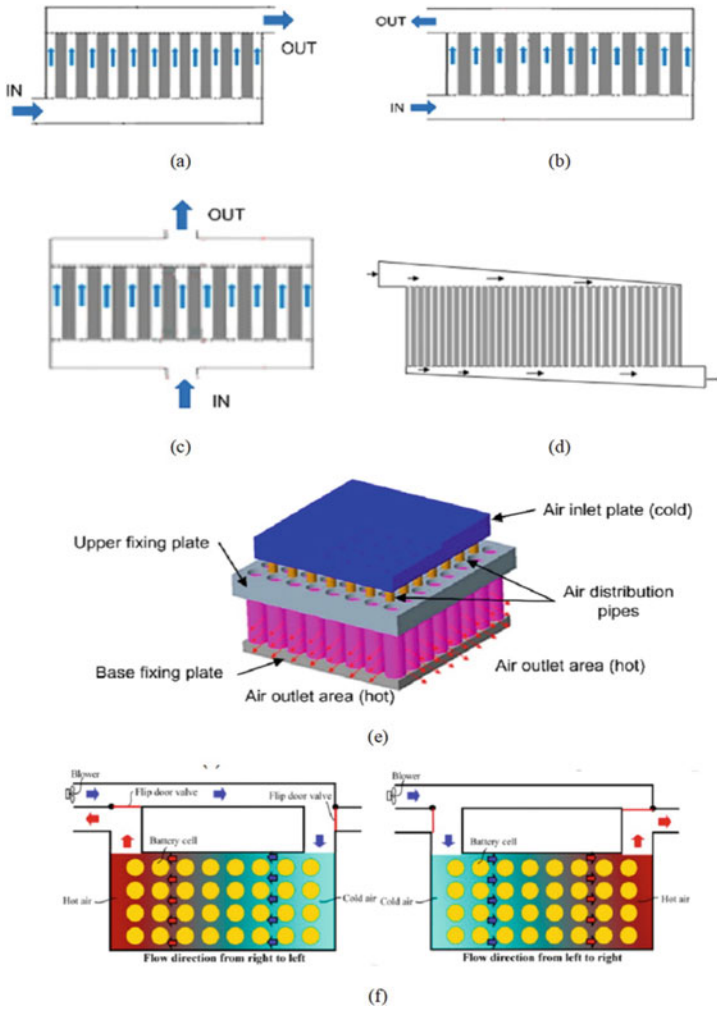 OUT
IN
(a)
OUT
IN
(b)
OUT
IN
(c)
(d)
Air inlet plate (cold)
Upper fixing plate
Air distribution
pipes
Base fixing plate
Air outlet area (hot)
Air outlet area (hot)
(e)
Blower
Flip door valve
Flip door valve
Battery cell
Hot air
Cold air
Flow direction from right to left
Blower
Battery cell
Cold air
Hot air
Flow direction from left to right
(f)